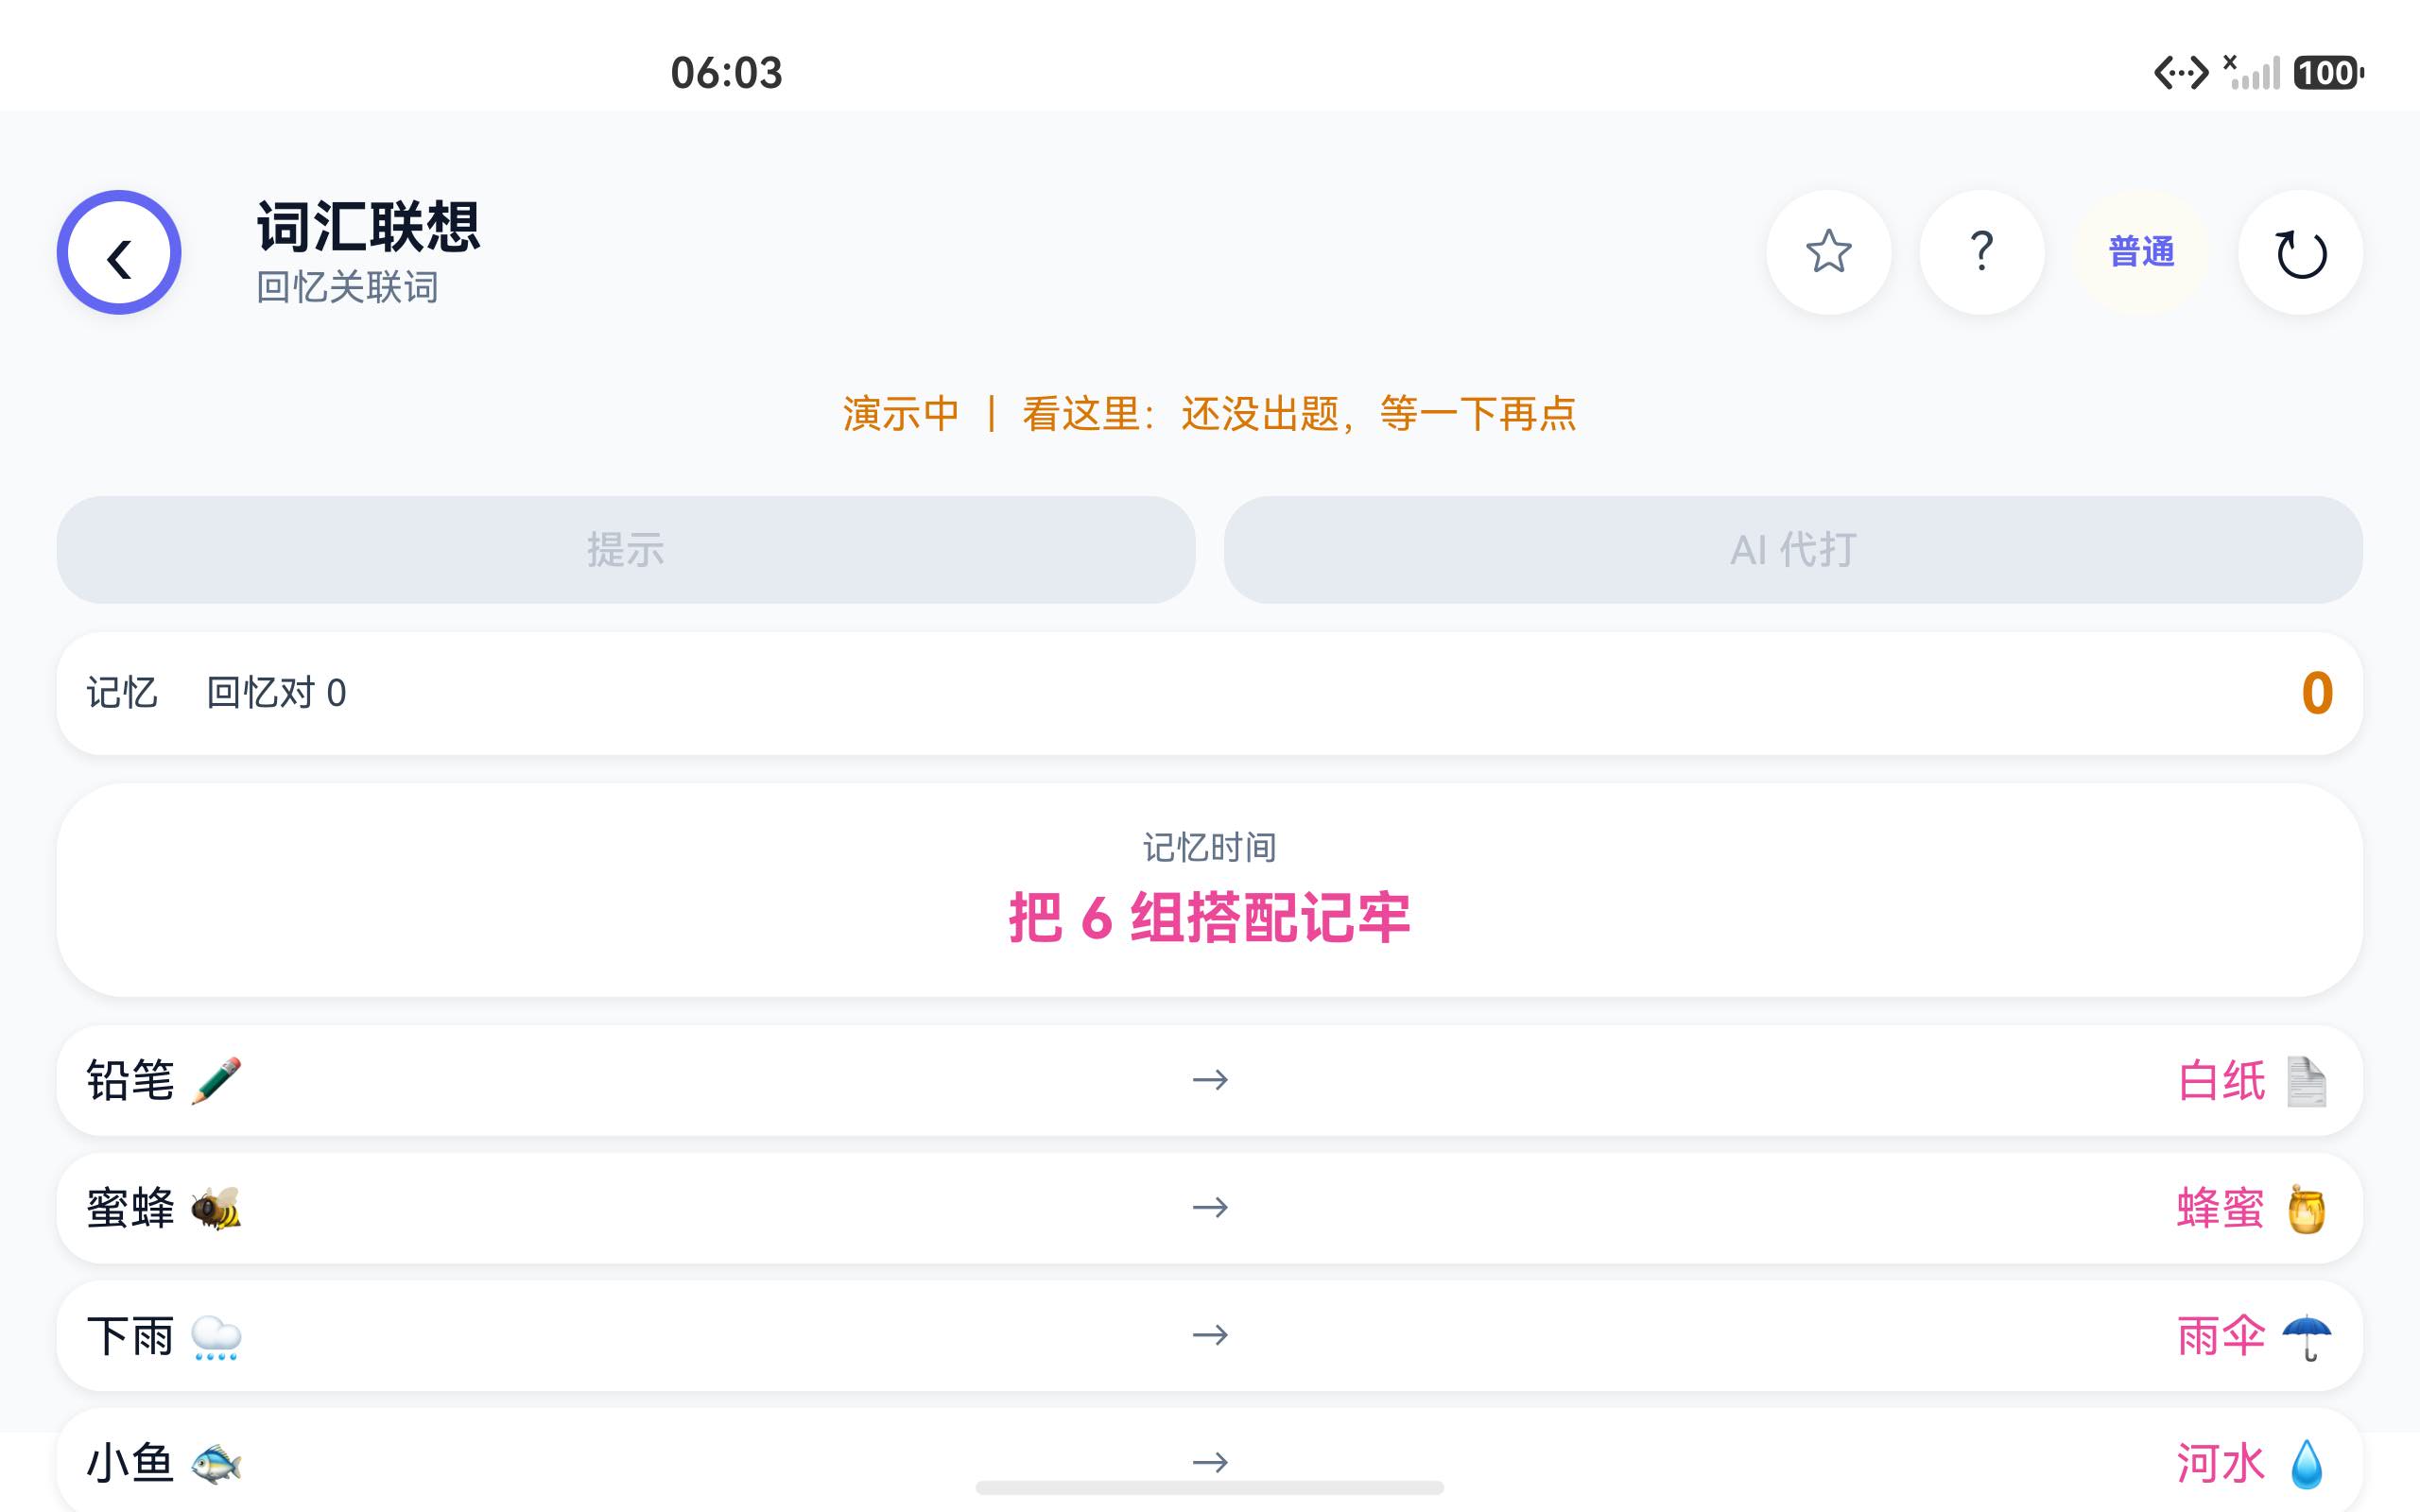 06:03
100
词汇联想
回忆关联词
?
普通
演示中 | 看这里：还没出题，等一下再点
提示
AI 代打
记忆 回忆对 0
0
记忆时间
把 6 组搭配记牢
铅笔 → 白纸
蜜蜂 → 蜂蜜
下雨 → 雨伞
小鱼 → 河水